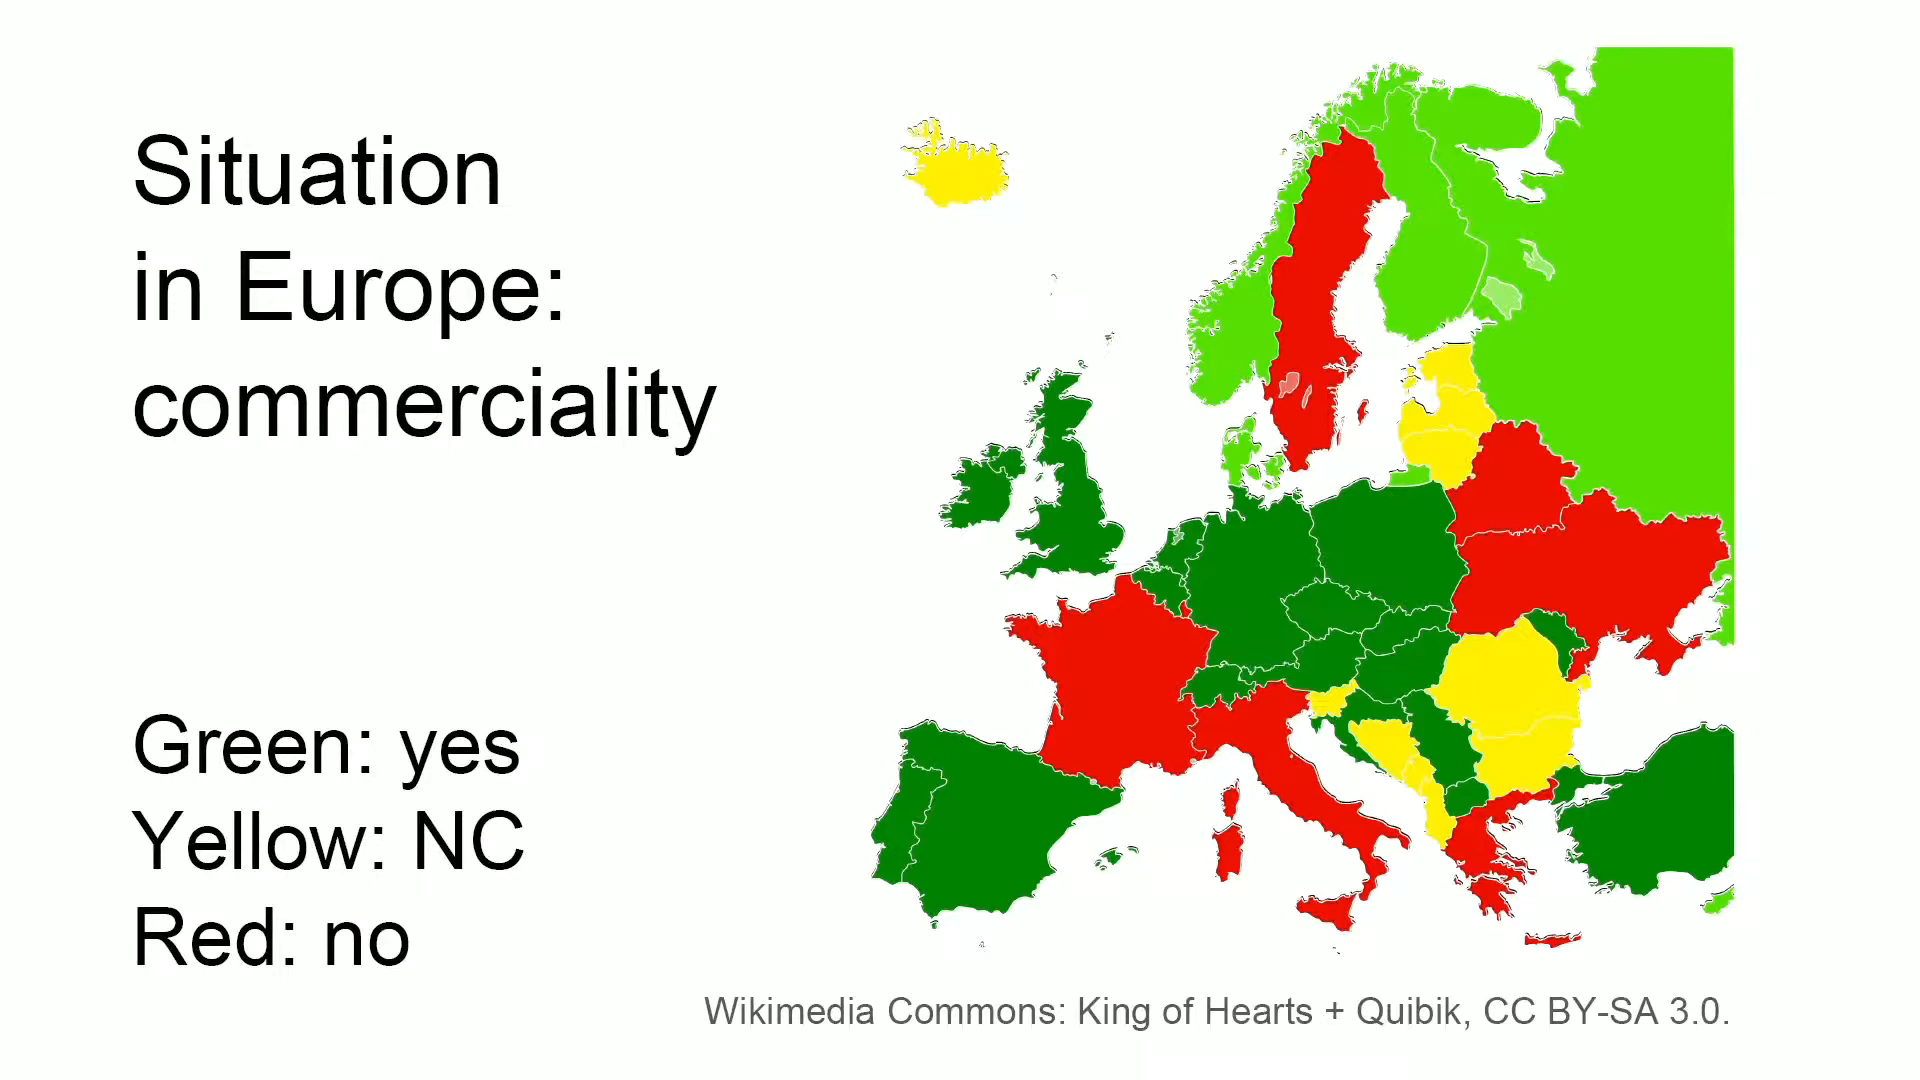 Situation
in Europe:
commerciality
Green: yes
Yellow: NC
Red: no
Wikimedia Commons: King of Hearts + Quibik, CC BY-SA 3.0.